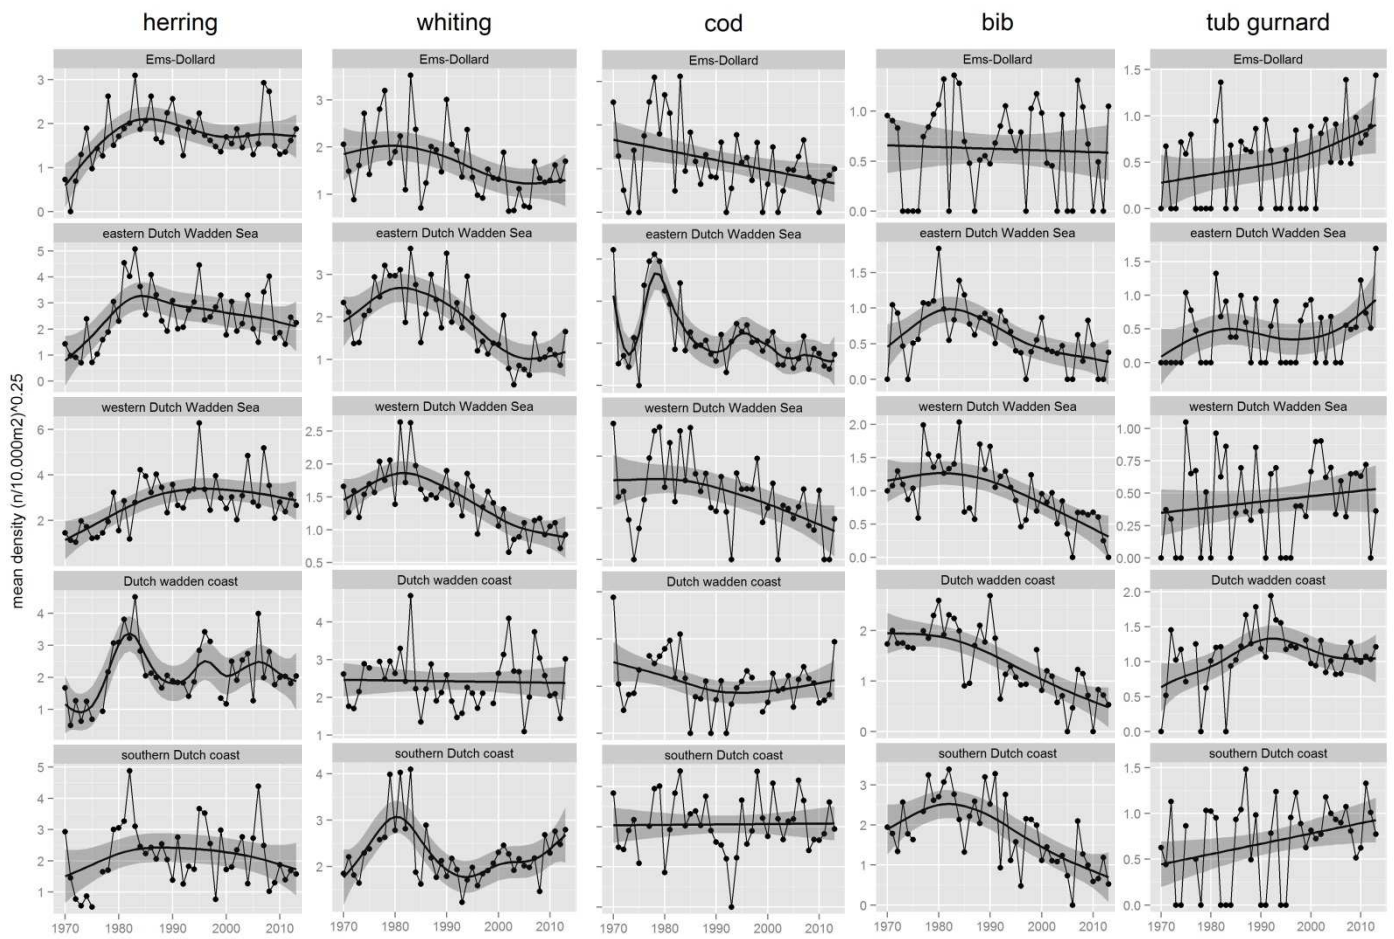 herring whiting cod bib tub gurnard
Ems-Dollard Ems-Dollard Ems-Dollard Ems-Dollard Ems-Dollard
3 2 1 0
3 2 1
1.0 0.5 0.0
1.5 1.0 0.5 0.0
eastern Dutch Wadden Sea eastern Dutch Wadden Sea eastern Dutch Wadden Sea eastern Dutch Wadden Sea eastern Dutch Wadden Sea
5 4 3 2 1 0
3 2 1
1.5 1.0 0.5 0.0
1.5 1.0 0.5 0.0
mean density (n/10.000m2)^0.25
western Dutch Wadden Sea western Dutch Wadden Sea western Dutch Wadden Sea western Dutch Wadden Sea western Dutch Wadden Sea
6 4 2
2.5 2.0 1.5 1.0 0.5
2.0 1.5 1.0 0.5 0.0
1.00 0.75 0.50 0.25 0.00
Dutch wadden coast Dutch wadden coast Dutch wadden coast Dutch wadden coast Dutch wadden coast
4 3 2 1
4 3 2 1
2 1 0
2.0 1.5 1.0 0.5 0.0
southern Dutch coast southern Dutch coast southern Dutch coast southern Dutch coast southern Dutch coast
5 4 3 2 1
4 3 2
3 2 1 0
1.5 1.0 0.5 0.0
1970 1980 1990 2000 2010 1970 1980 1990 2000 2010 1970 1980 1990 2000 2010 1970 1980 1990 2000 2010 1970 1980 1990 2000 2010